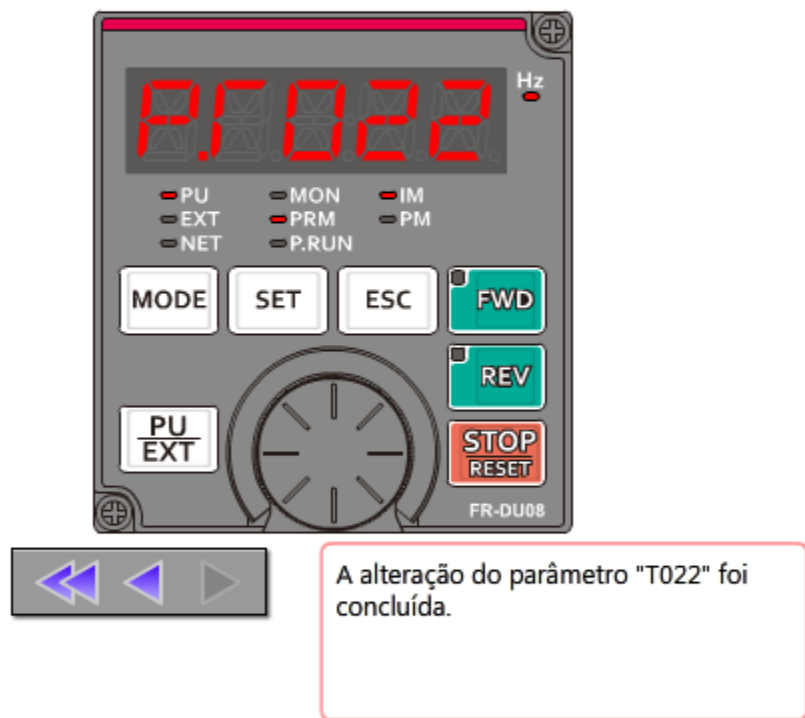 P.T022
Hz
PU MON IM
EXT PRM PM
NET P.RUN
MODE SET ESC FWD
REV
PU
EXT
STOP
RESET
FR-DU08
A alteração do parâmetro "T022" foi
concluída.